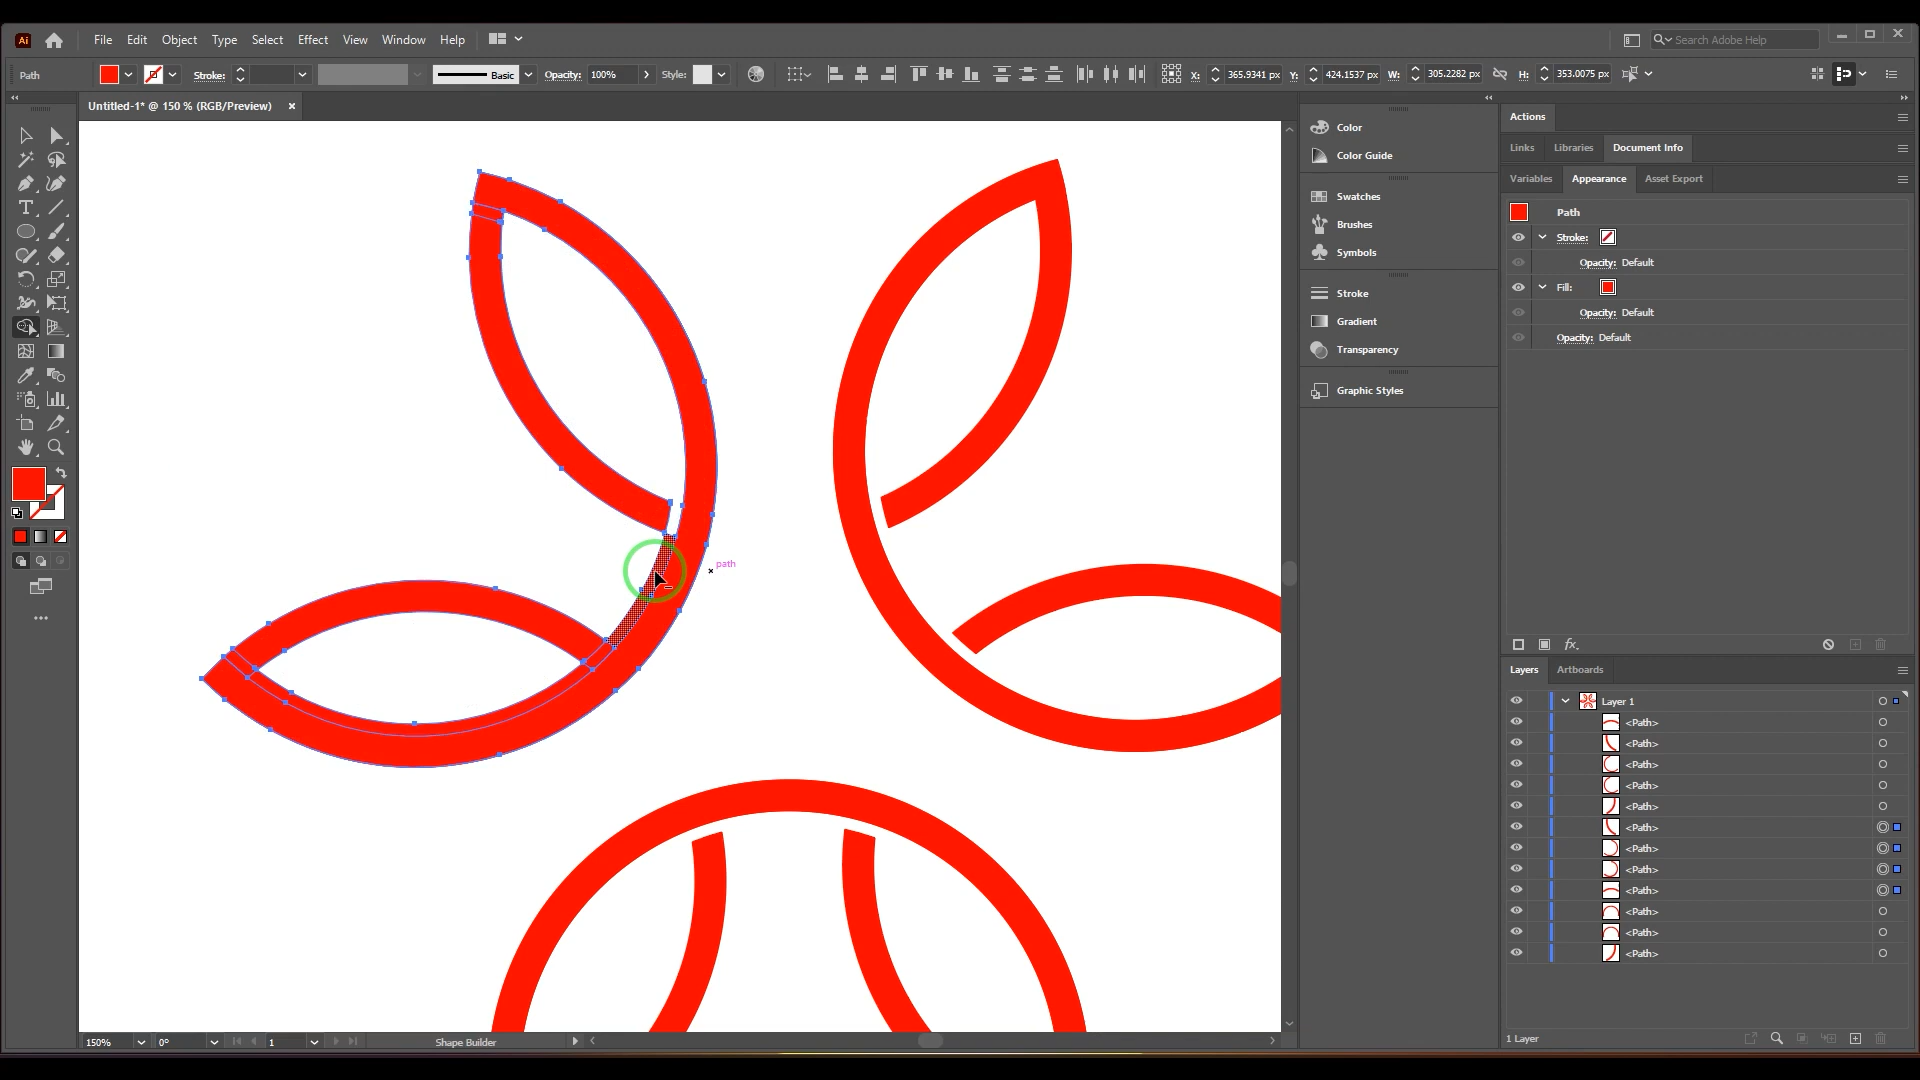 Ai File Edit Object Type Select Effect View Window Help Search Adobe Help
Path Stroke: Basic Opacity: 100% Style: X: 365.9341 px Y: 424.1537 px W: 305.2282 px H: 353.0075 px
Untitled-1* @ 150 % (RGB/Preview)
path
150% 0° 1 Shape Builder
Color
Color Guide
Swatches
Brushes
Symbols
Stroke
Gradient
Transparency
Graphic Styles
Actions
Links Libraries Document Info
Variables Appearance Asset Export
Path
Stroke:
Opacity: Default
Fill:
Opacity: Default
Opacity: Default
fx.
Layers Artboards
Layer 1
<Path>
<Path>
<Path>
<Path>
<Path>
<Path>
<Path>
<Path>
<Path>
<Path>
<Path>
<Path>
1 Layer